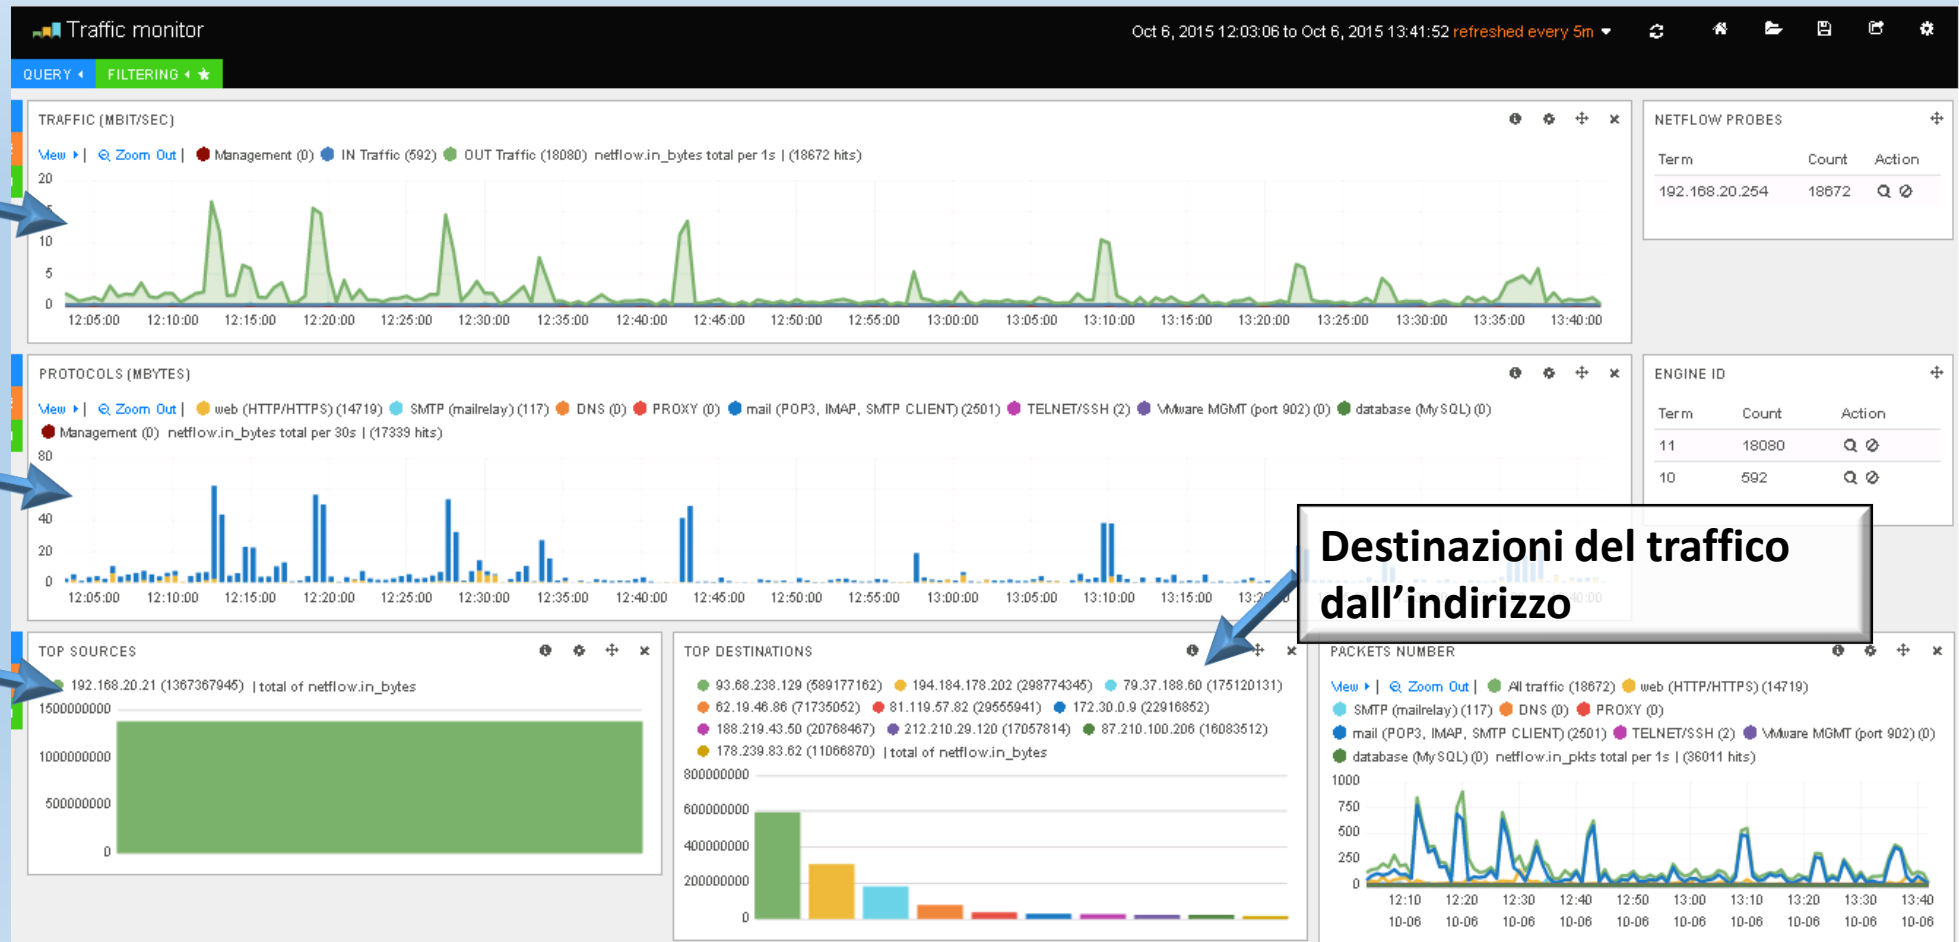 Traffic monitor
Oct 6, 2015 12:03:06 to Oct 6, 2015 13:41:52 refreshed every 5m
QUERY
FILTERING
TRAFFIC (MBIT/SEC)
View | Zoom Out | Management (0) IN Traffic (592) OUT Traffic (18080) netflow.in_bytes total per 1s | (18672 hits)
20
10
5
0
12:05:00 12:10:00 12:15:00 12:20:00 12:25:00 12:30:00 12:35:00 12:40:00 12:45:00 12:50:00 12:55:00 13:00:00 13:05:00 13:10:00 13:15:00 13:20:00 13:25:00 13:30:00 13:35:00 13:40:00
NETFLOW PROBES
Term Count Action
192.168.20.254 18672
PROTOCOLS (MBYTES)
View | Zoom Out | web (HTTP/HTTPS) (14719) SMTP (mailrelay) (117) DNS (0) PROXY (0) mail (POP3, IMAP, SMTP CLIENT) (2501) TELNET/SSH (2) VMware MGMT (port 902) (0) database (MySQL) (0)
Management (0) netflow.in_bytes total per 30s | (17339 hits)
80
40
20
0
12:05:00 12:10:00 12:15:00 12:20:00 12:25:00 12:30:00 12:35:00 12:40:00 12:45:00 12:50:00 12:55:00 13:00:00 13:05:00 13:10:00 13:15:00
ENGINE ID
Term Count Action
11 18080
10 592
Destinazioni del traffico
dall'indirizzo
TOP SOURCES
192.168.20.21 (1367367945) | total of netflow.in_bytes
1500000000
1000000000
500000000
0
TOP DESTINATIONS
93.68.238.129 (589177162) 194.184.178.202 (298774345) 79.37.188.60 (175120131)
62.19.46.86 (71735052) 81.119.57.82 (29555941) 172.30.0.9 (22916852)
188.219.43.50 (20768467) 212.210.29.120 (17057814) 87.210.100.206 (16083512)
178.239.83.62 (11066870) | total of netflow.in_bytes
800000000
600000000
400000000
200000000
0
PACKETS NUMBER
View | Zoom Out | All traffic (18672) web (HTTP/HTTPS) (14719)
SMTP (mailrelay) (117) DNS (0) PROXY (0)
mail (POP3, IMAP, SMTP CLIENT) (2501) TELNET/SSH (2) VMware MGMT (port 902) (0)
database (MySQL) (0) netflow.in_pkts total per 1s | (36011 hits)
1000
750
500
250
0
12:10 12:20 12:30 12:40 12:50 13:00 13:10 13:20 13:30 13:40
10-06 10-06 10-06 10-06 10-06 10-06 10-06 10-06 10-06 10-06